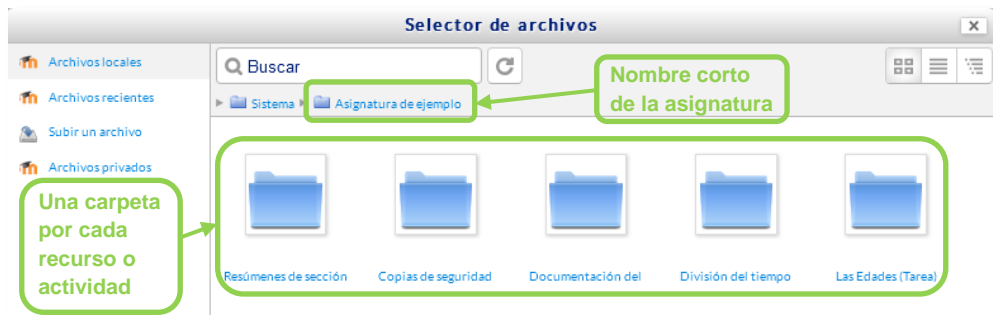 Selector de archivos
Archivos locales
Archivos recientes
Subir un archivo
Archivos privados
Buscar
Sistema
Asignatura de ejemplo
Nombre corto
de la asignatura
Una carpeta
por cada
recurso o
actividad
Resúmenes de sección
Copias de seguridad
Documentación del
División del tiempo
Las Edades (Tarea)